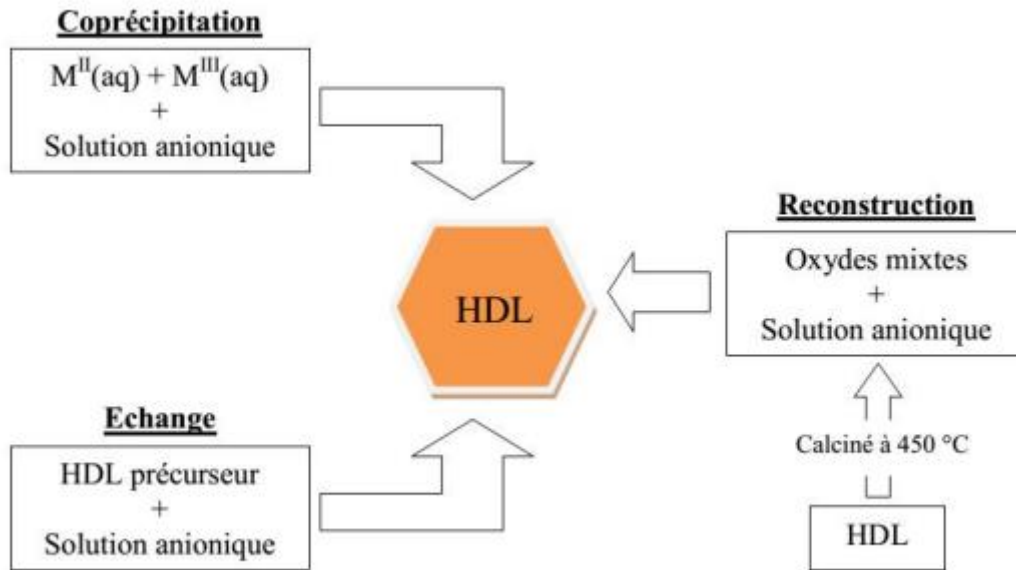 Coprécipitation
M^II(aq) + M^III(aq)
+
Solution anionique
HDL
Reconstruction
Oxydes mixtes
+
Solution anionique
Calciné à 450 °C
HDL
Echange
HDL précurseur
+
Solution anionique